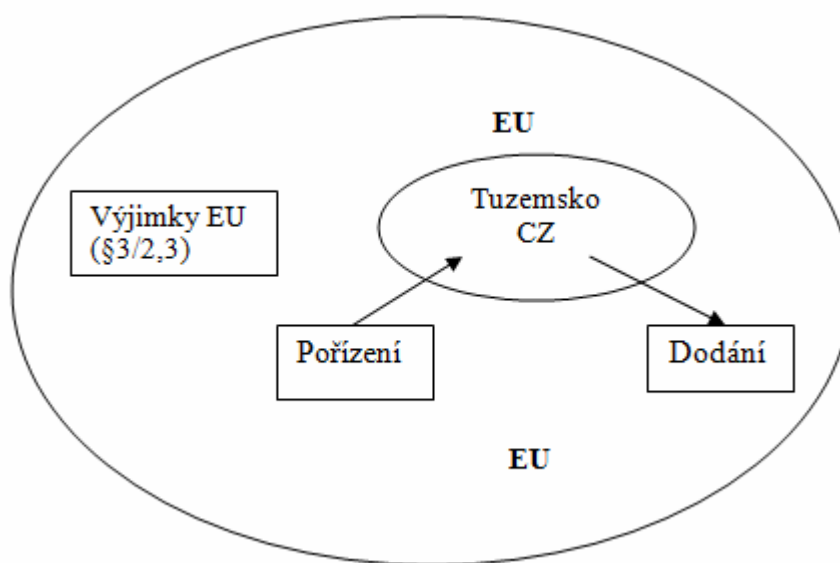 EU
Tuzemsko
CZ
Výjimky EU
(§3/2,3)
Pořízení
Dodání
EU